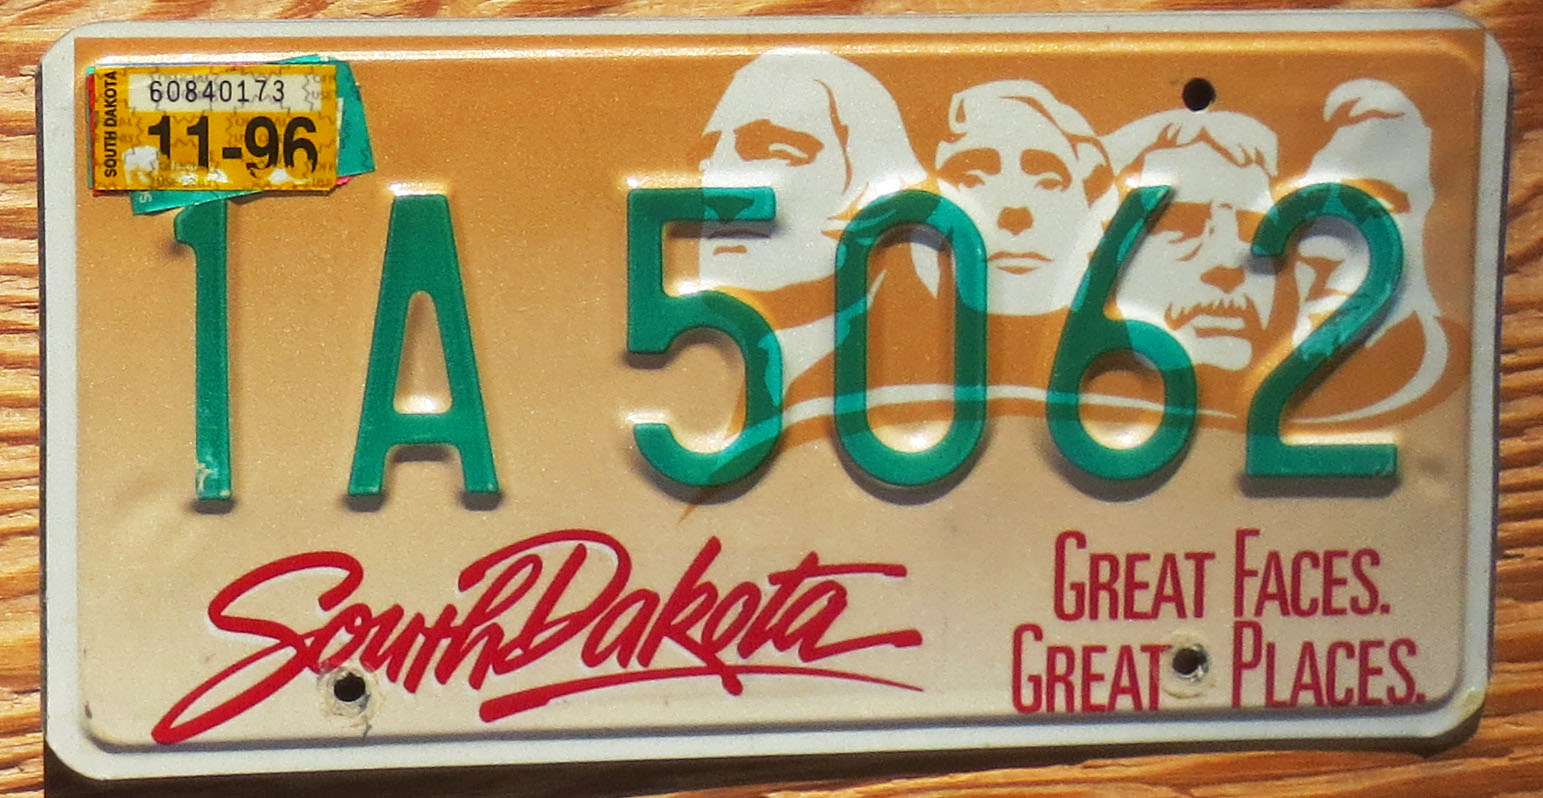 SOUTH DAKOTA
60840173
11-96
1A 5062
South Dakota
GREAT FACES.
GREAT PLACES.